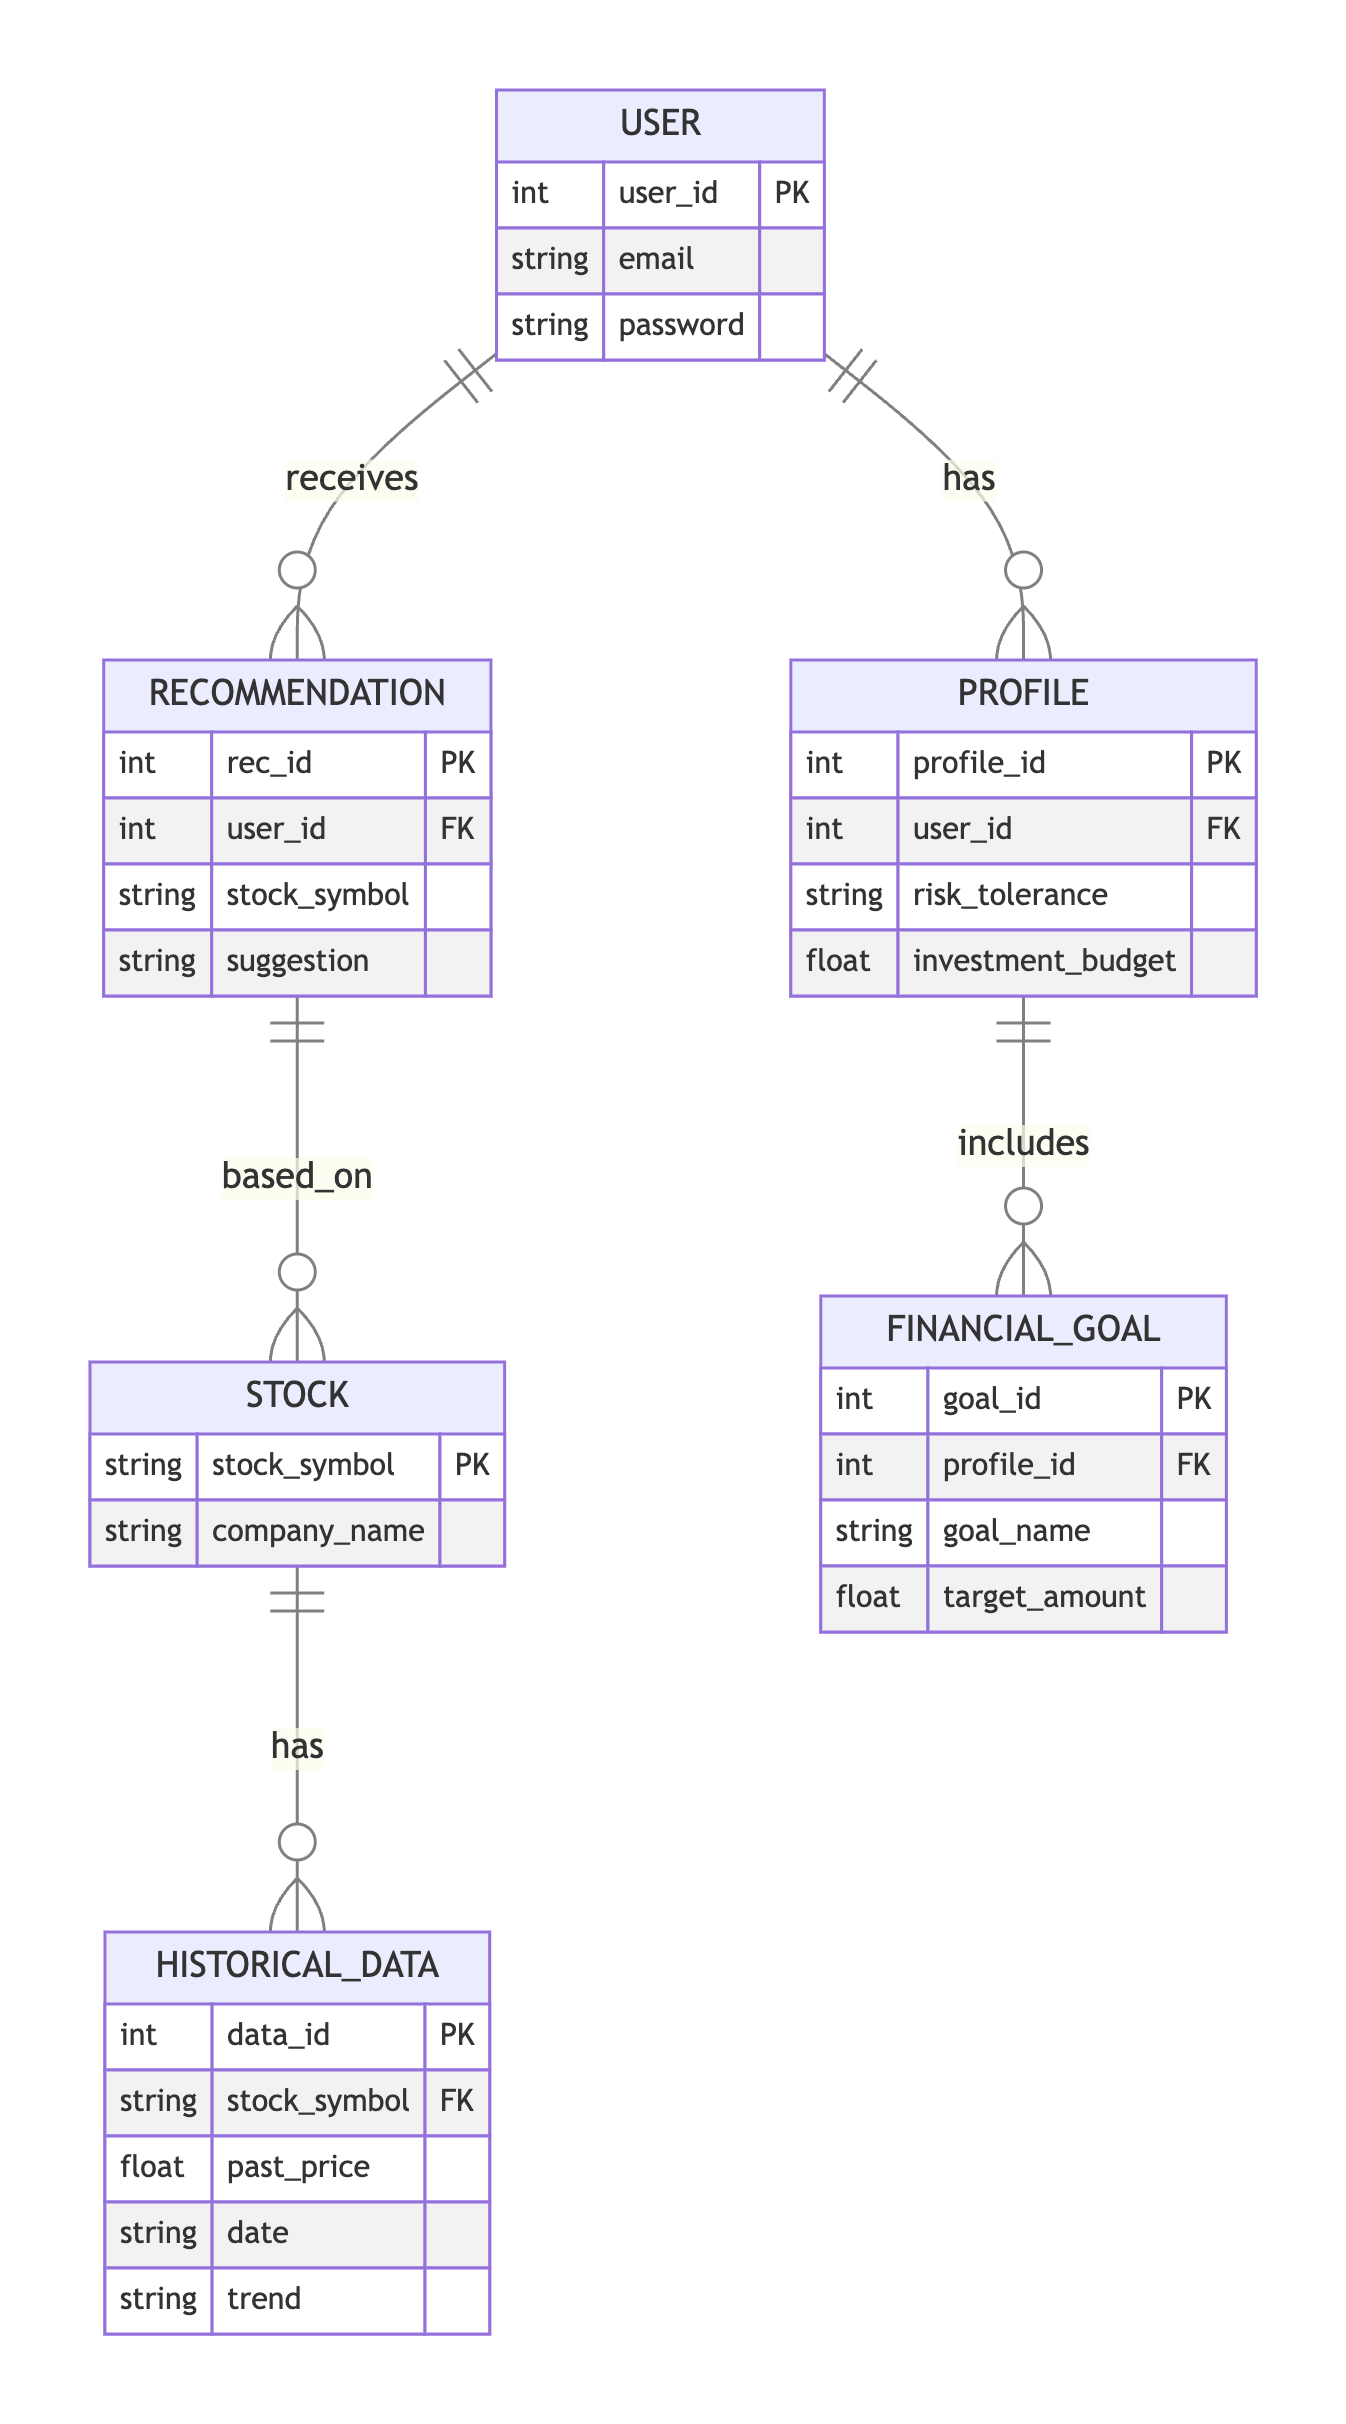 USER
int user_id PK
string email
string password
receives
has
RECOMMENDATION
int rec_id PK
int user_id FK
string stock_symbol
string suggestion
PROFILE
int profile_id PK
int user_id FK
string risk_tolerance
float investment_budget
based_on
includes
STOCK
string stock_symbol PK
string company_name
FINANCIAL_GOAL
int goal_id PK
int profile_id FK
string goal_name
float target_amount
has
HISTORICAL_DATA
int data_id PK
string stock_symbol FK
float past_price
string date
string trend